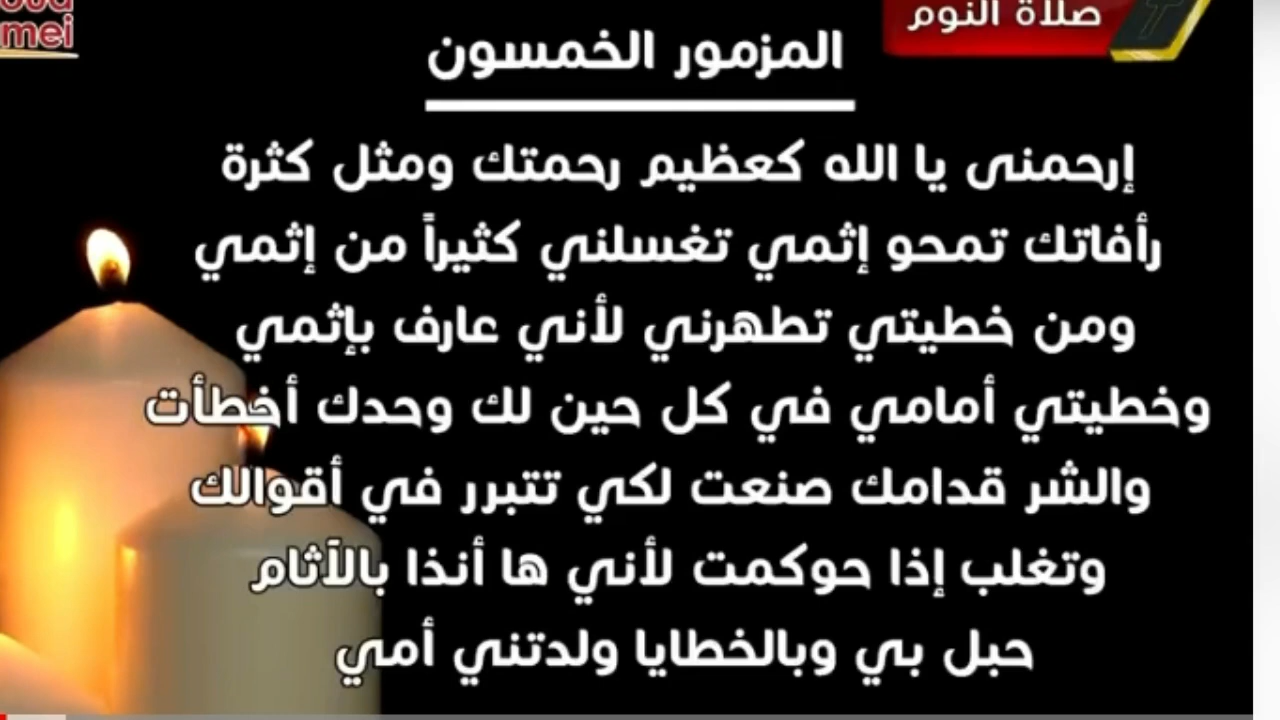 mei
صلاة النوم
المزمور الخمسون
إرحمنى يا الله كعظيم رحمتك ومثل كثرة
رأفاتك تمحو إثمي تغسلني كثيراً من إثمي
ومن خطيتي تطهرني لأني عارف بإثمي
وخطيتي أمامي في كل حين لك وحدك أخطأت
والشر قدامك صنعت لكي تتبرر في أقوالك
وتغلب إذا حوكمت لأني ها أنذا بالآثام
حبل بي وبالخطايا ولدتني أمي